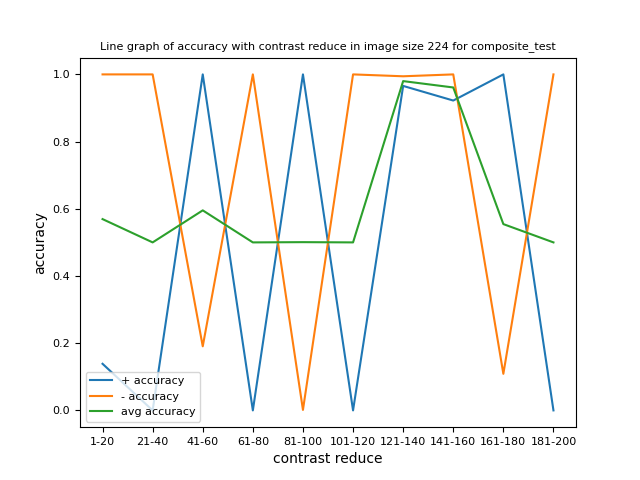 Line graph of accuracy with contrast reduce in image size 224 for composite_test
1.0
0.8
0.6
0.4
0.2
0.0
accuracy
+ accuracy
- accuracy
avg accuracy
1-20 21-40 41-60 61-80 81-100 101-120 121-140 141-160 161-180 181-200
contrast reduce